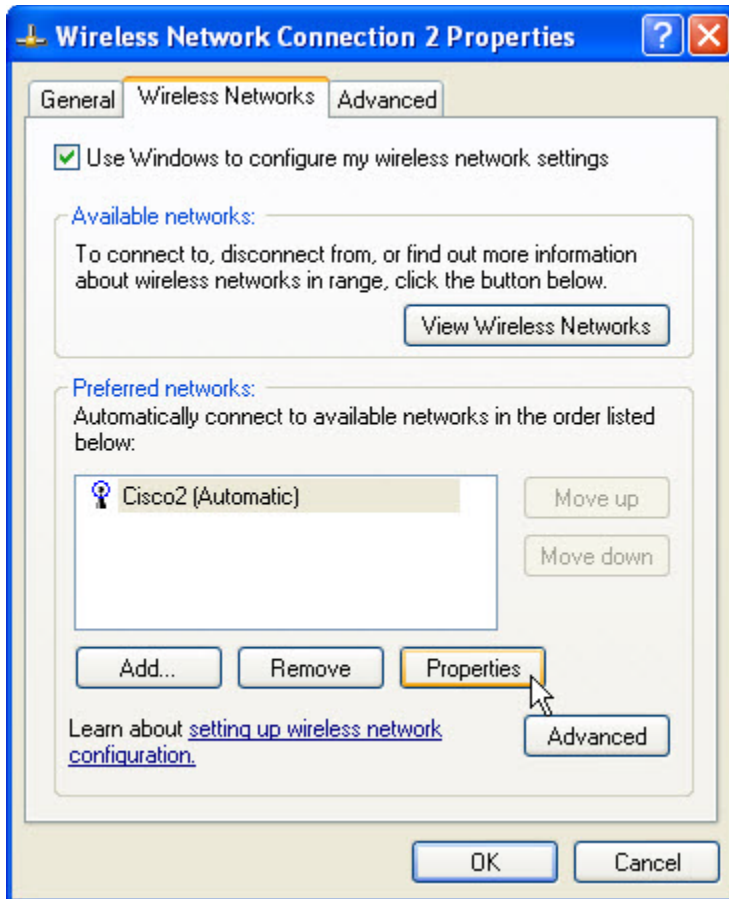 Wireless Network Connection 2 Properties
?
General Wireless Networks Advanced
Use Windows to configure my wireless network settings
Available networks:
To connect to, disconnect from, or find out more information
about wireless networks in range, click the button below.
View Wireless Networks
Preferred networks:
Automatically connect to available networks in the order listed
below:
Cisco2 (Automatic)
Move up
Move down
Add... Remove Properties
Learn about setting up wireless network
configuration.
Advanced
OK Cancel